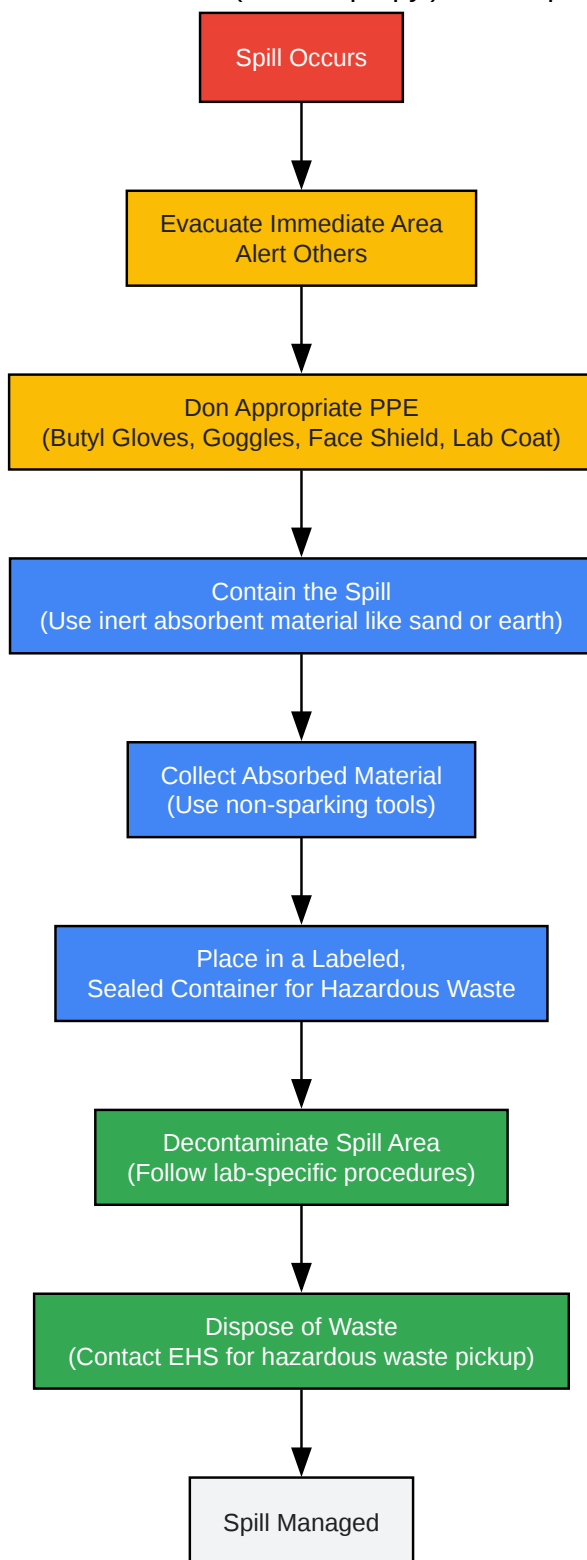 Spill Occurs
Evacuate Immediate Area
Alert Others
Don Appropriate PPE
(Butyl Gloves, Goggles, Face Shield, Lab Coat)
Contain the Spill
(Use inert absorbent material like sand or earth)
Collect Absorbed Material
(Use non-sparking tools)
Place in a Labeled,
Sealed Container for Hazardous Waste
Decontaminate Spill Area
(Follow lab-specific procedures)
Dispose of Waste
(Contact EHS for hazardous waste pickup)
Spill Managed